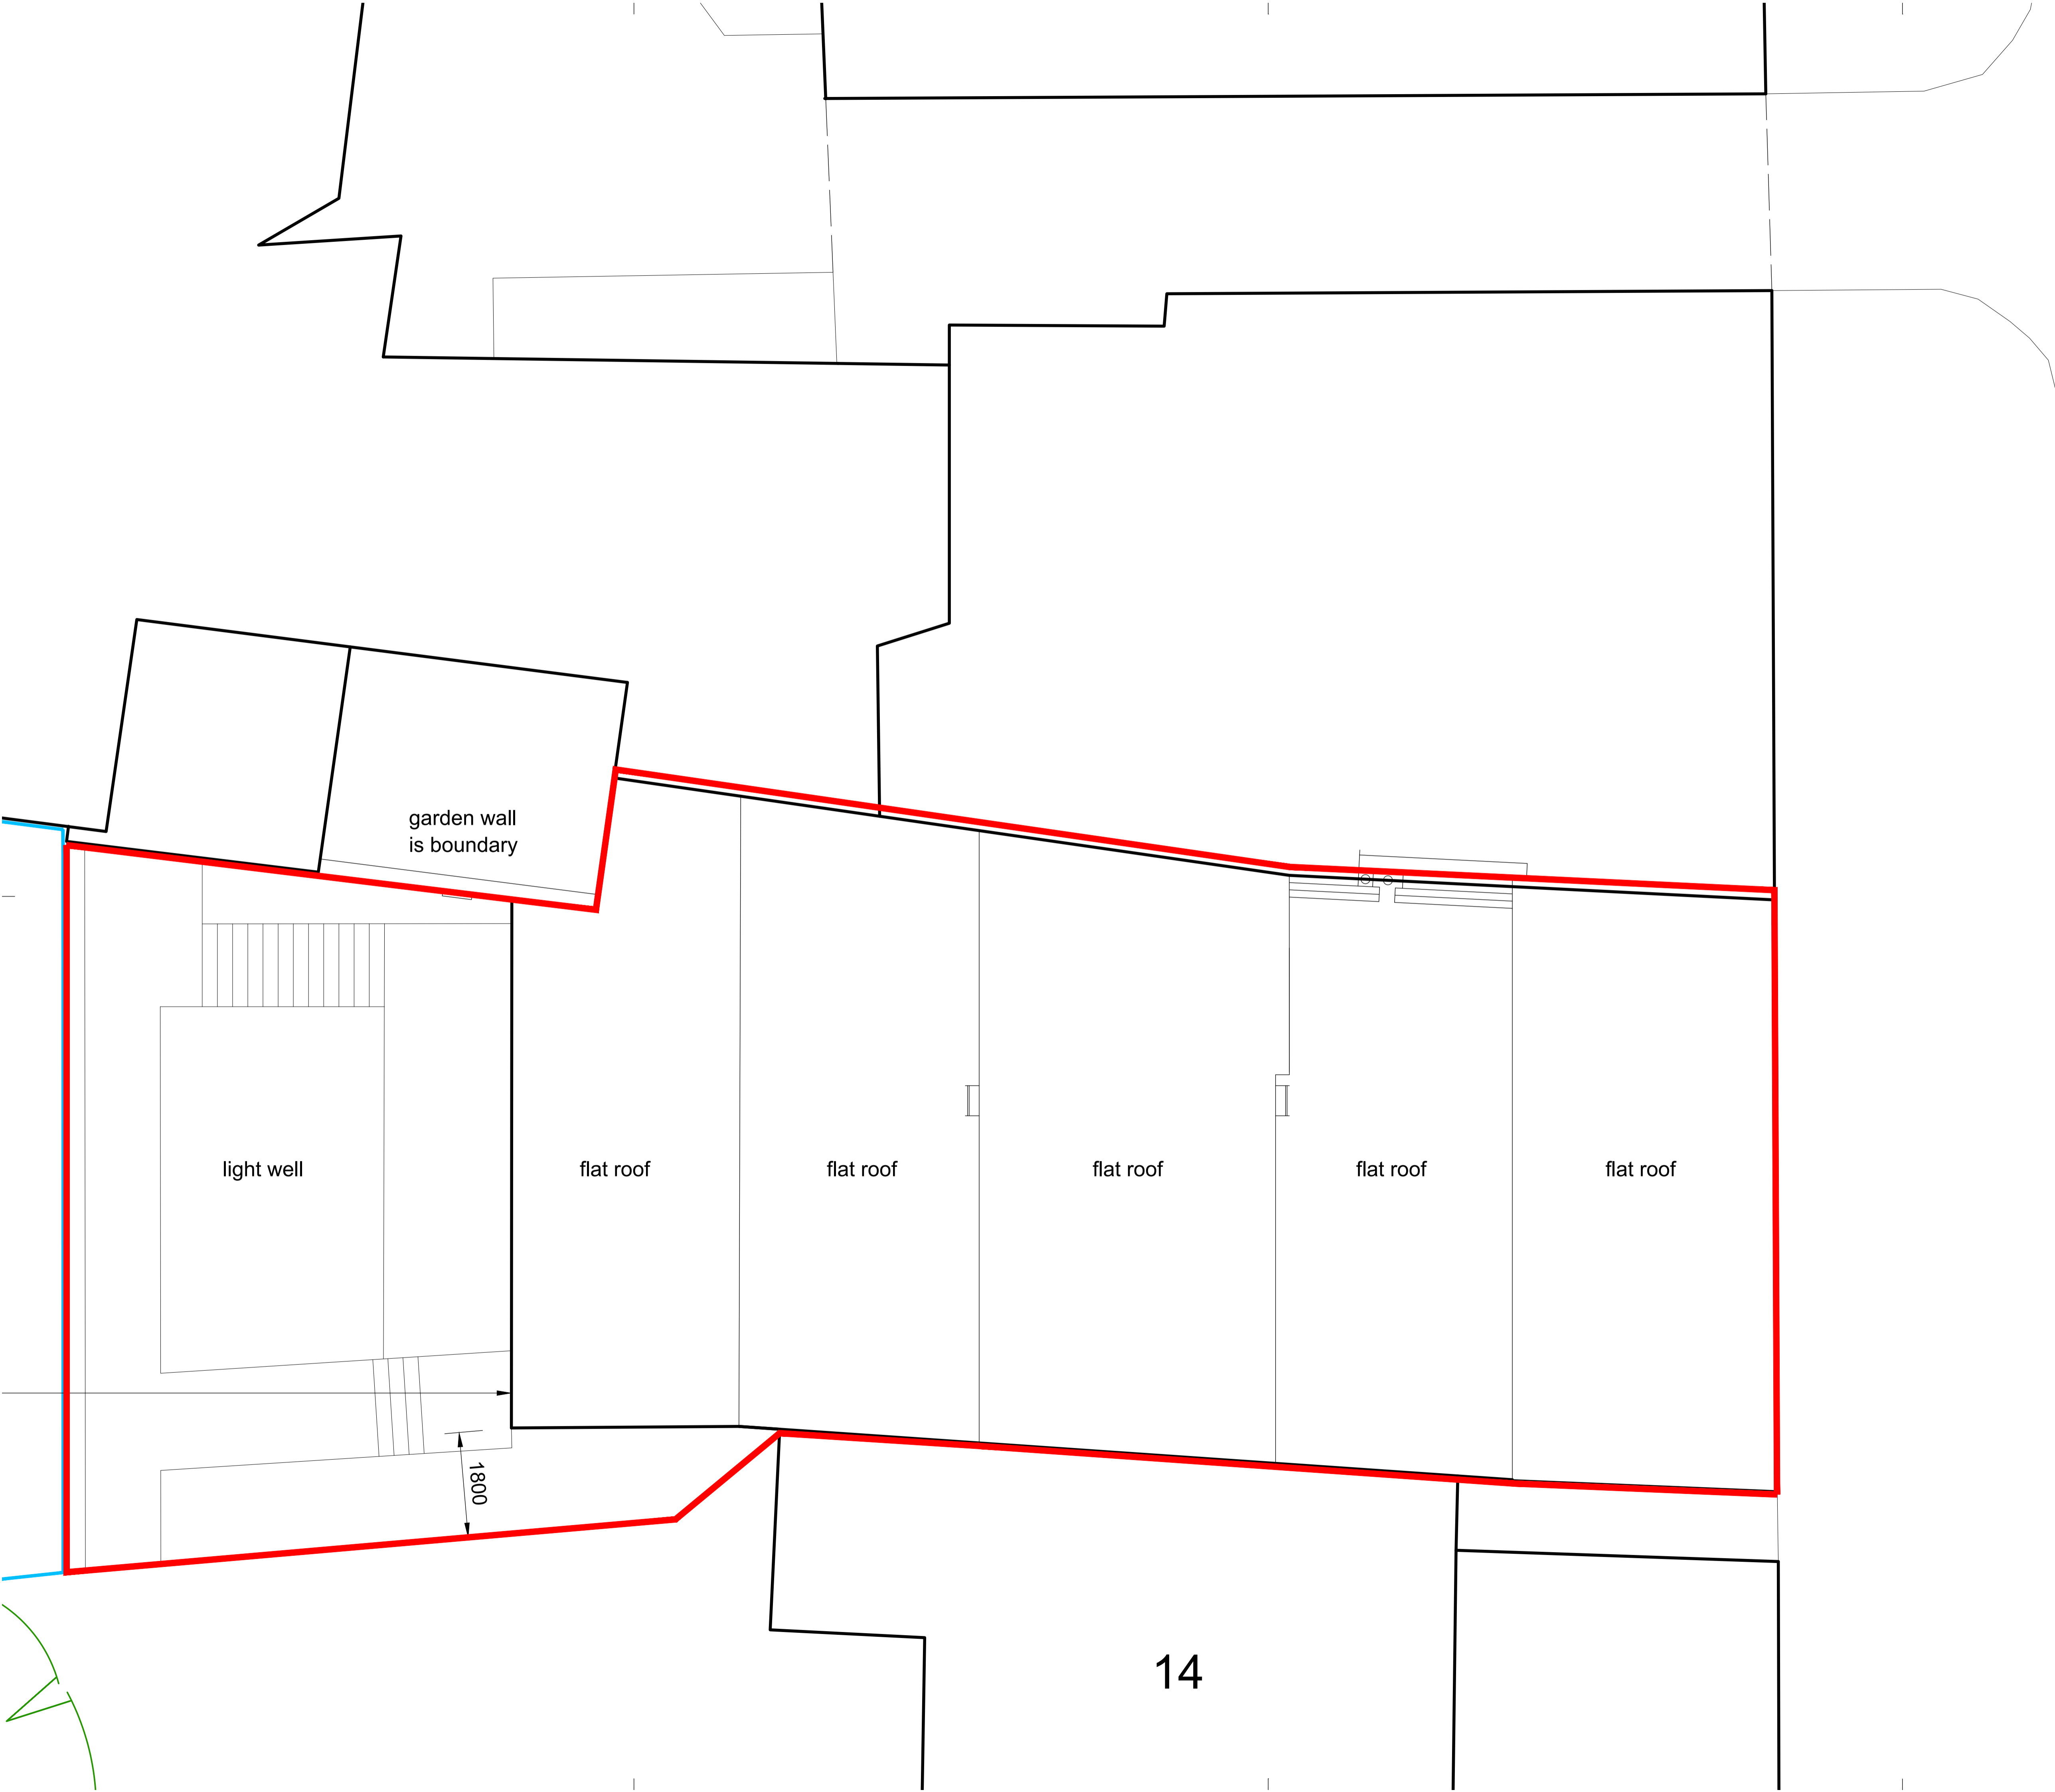 garden wall
is boundary
light well
flat roof
flat roof
flat roof
flat roof
flat roof
1800
14